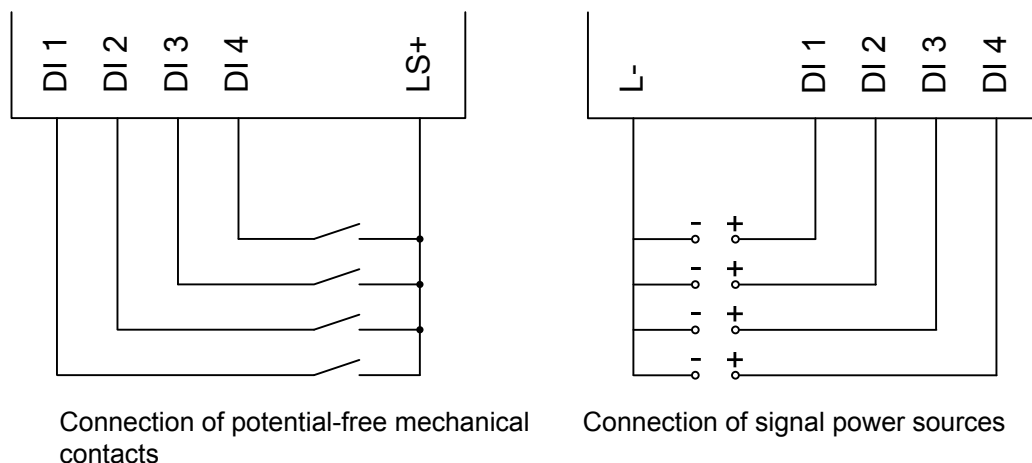 DI 1
DI 2
DI 3
DI 4
LS+
L-
DI 1
DI 2
DI 3
DI 4
- +
- +
- +
- +
Connection of potential-free mechanical
contacts
Connection of signal power sources